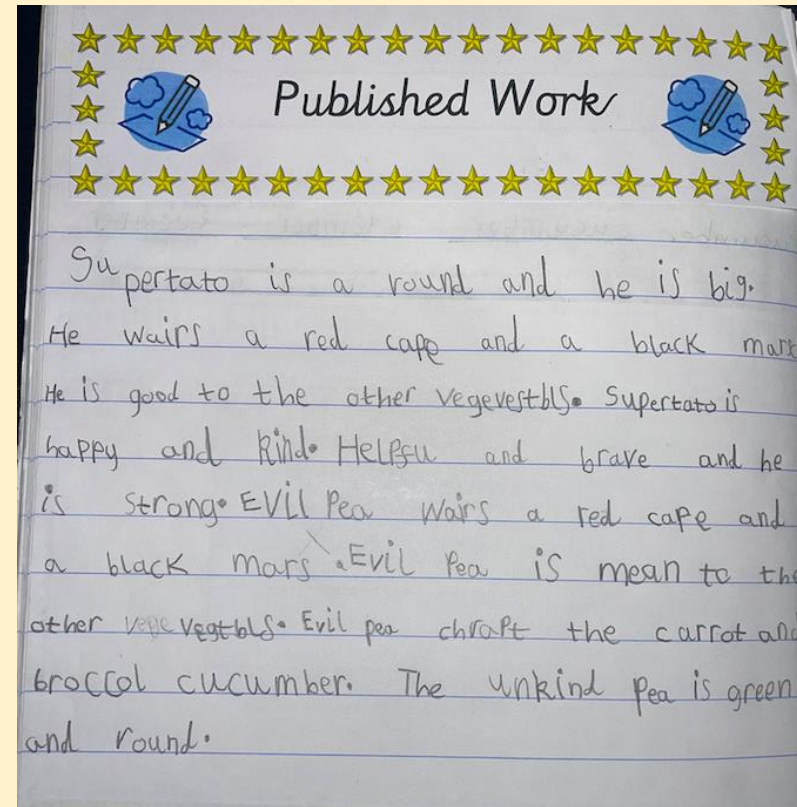 Published Work
Supertato is a round and he is big.
He wairs a red cape and a black mars
He is good to the other vegevestbls. Supertato is
happy and kind. Helpfu and brave and he
is strong. EVil Pea wairs a red cape and
a black mars. Evil Pea is mean to the
other vege vegtbls. Evil pea chrapt the carrot and
broccol cucumber. The unkind pea is green
and round.